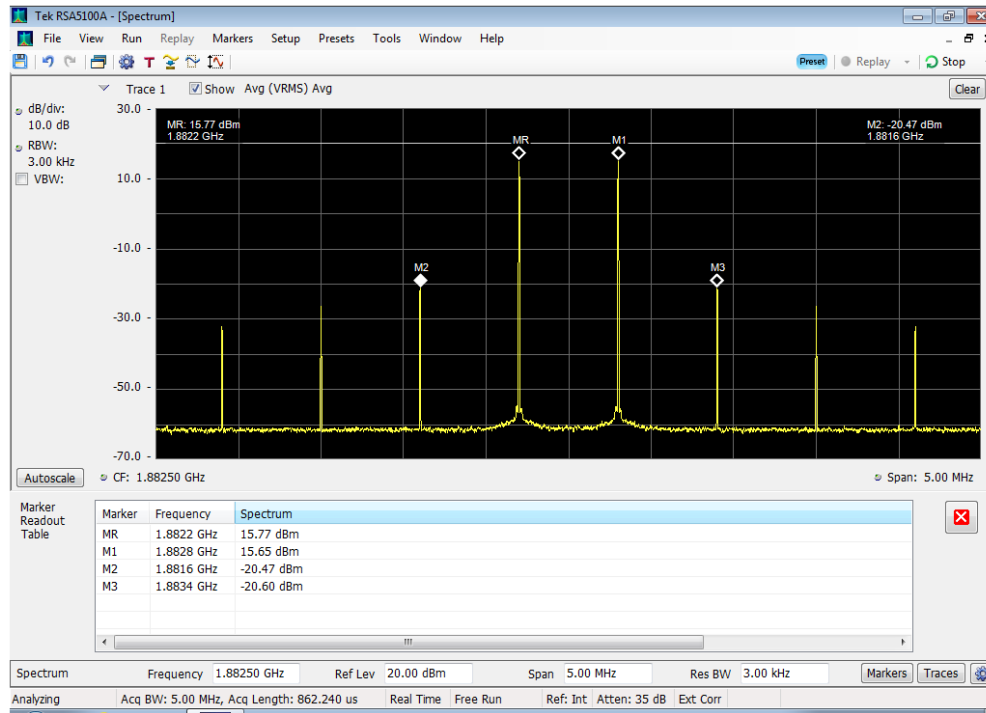 Tek RSA5100A - [Spectrum]
File View Run Replay Markers Setup Presets Tools Window Help
T Preset Replay Stop
Trace 1 Show Avg (VRMS) Avg Clear
dB/div:
10.0 dB
RBW:
3.00 kHz
VBW:
30.0 -
10.0 -
-10.0 -
-30.0 -
-50.0 -
-70.0 -
MR: 15.77 dBm
1.8822 GHz
M2: -20.47 dBm
1.8816 GHz
MR M1
M2 M3
Autoscale CF: 1.88250 GHz Span: 5.00 MHz
Marker
Readout
Table
Marker Frequency Spectrum
MR 1.8822 GHz 15.77 dBm
M1 1.8828 GHz 15.65 dBm
M2 1.8816 GHz -20.47 dBm
M3 1.8834 GHz -20.60 dBm
Spectrum Frequency 1.88250 GHz Ref Lev 20.00 dBm Span 5.00 MHz Res BW 3.00 kHz Markers Traces
Analyzing Acq BW: 5.00 MHz, Acq Length: 862.240 us Real Time Free Run Ref: Int Atten: 35 dB Ext Corr